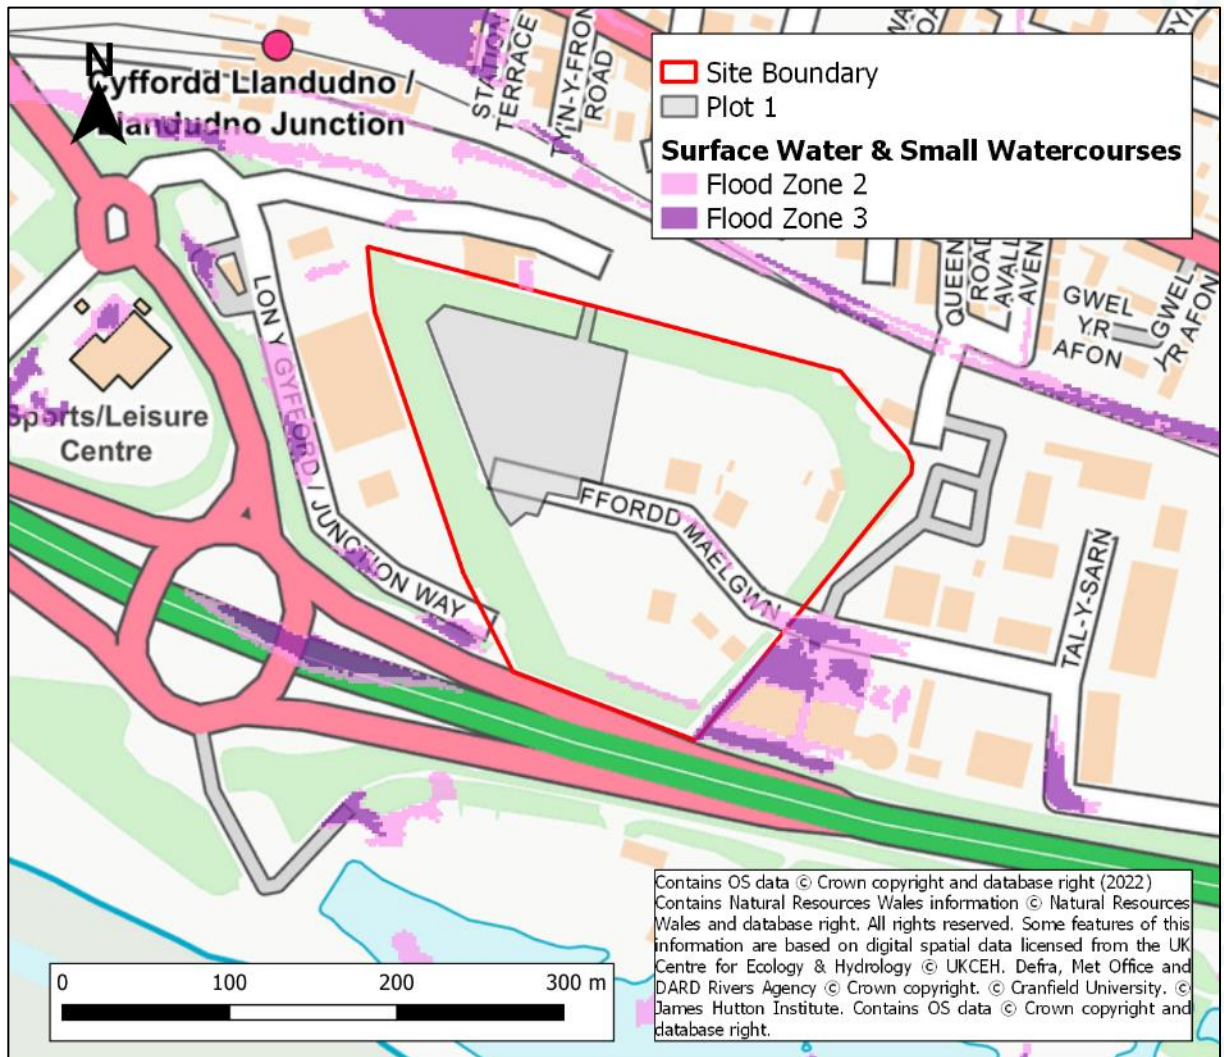 N
Cyffordd Llandudno /
Llandudno Junction
STATION
TERRACE
TY'N-Y-FRON
ROAD
Site Boundary
Plot 1
Surface Water & Small Watercourses
Flood Zone 2
Flood Zone 3
QUEEN
ROAD
AVALL
AVEN
GWEL
YR
AFON
GWEL
YR AFON
LON Y GYFFORD / JUNCTION WAY
Sports/Leisure
Centre
FFORDD MAELGWN
TAL-Y-SARN
Contains OS data © Crown copyright and database right (2022)
Contains Natural Resources Wales information © Natural Resources
Wales and database right. All rights reserved. Some features of this
information are based on digital spatial data licensed from the UK
Centre for Ecology & Hydrology © UKCEH. Defra, Met Office and
DARD Rivers Agency © Crown copyright. © Cranfield University. ©
James Hutton Institute. Contains OS data © Crown copyright and
database right.
0 100 200 300 m